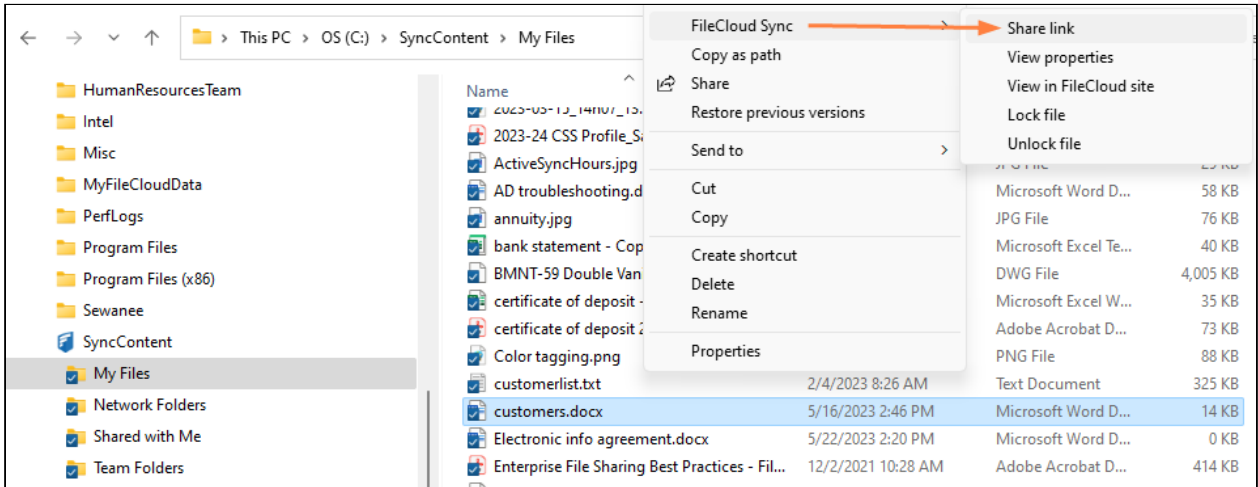 This PC > OS (C:) > SyncContent > My Files
HumanResourcesTeam
Intel
Misc
MyFileCloudData
PerfLogs
Program Files
Program Files (x86)
Sewanee
SyncContent
My Files
Network Folders
Shared with Me
Team Folders
Name
2023-24 CSS Profile_Sa
ActiveSyncHours.jpg
AD troubleshooting.d Microsoft Word D... 58 KB
annuity.jpg JPG File 76 KB
bank statement - Cop Microsoft Excel Te... 40 KB
BMNT-59 Double Van DWG File 4,005 KB
certificate of deposit - Microsoft Excel W... 35 KB
certificate of deposit 2 Adobe Acrobat D... 73 KB
Color tagging.png PNG File 88 KB
customerlist.txt 2/4/2023 8:26 AM Text Document 325 KB
customers.docx 5/16/2023 2:46 PM Microsoft Word D... 14 KB
Electronic info agreement.docx 5/22/2023 2:20 PM Microsoft Word D... 0 KB
Enterprise File Sharing Best Practices - Fil... 12/2/2021 10:28 AM Adobe Acrobat D... 414 KB
FileCloud Sync
Copy as path
Share
Restore previous versions
Send to
Cut
Copy
Create shortcut
Delete
Rename
Properties
Share link
View properties
View in FileCloud site
Lock file
Unlock file